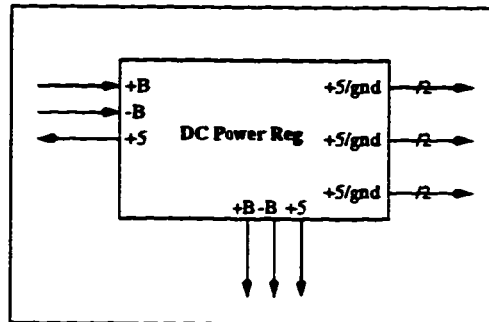 +B +5/gnd /2
-B
+5 DC Power Reg +5/gnd /2
+5/gnd /2
+B -B +5